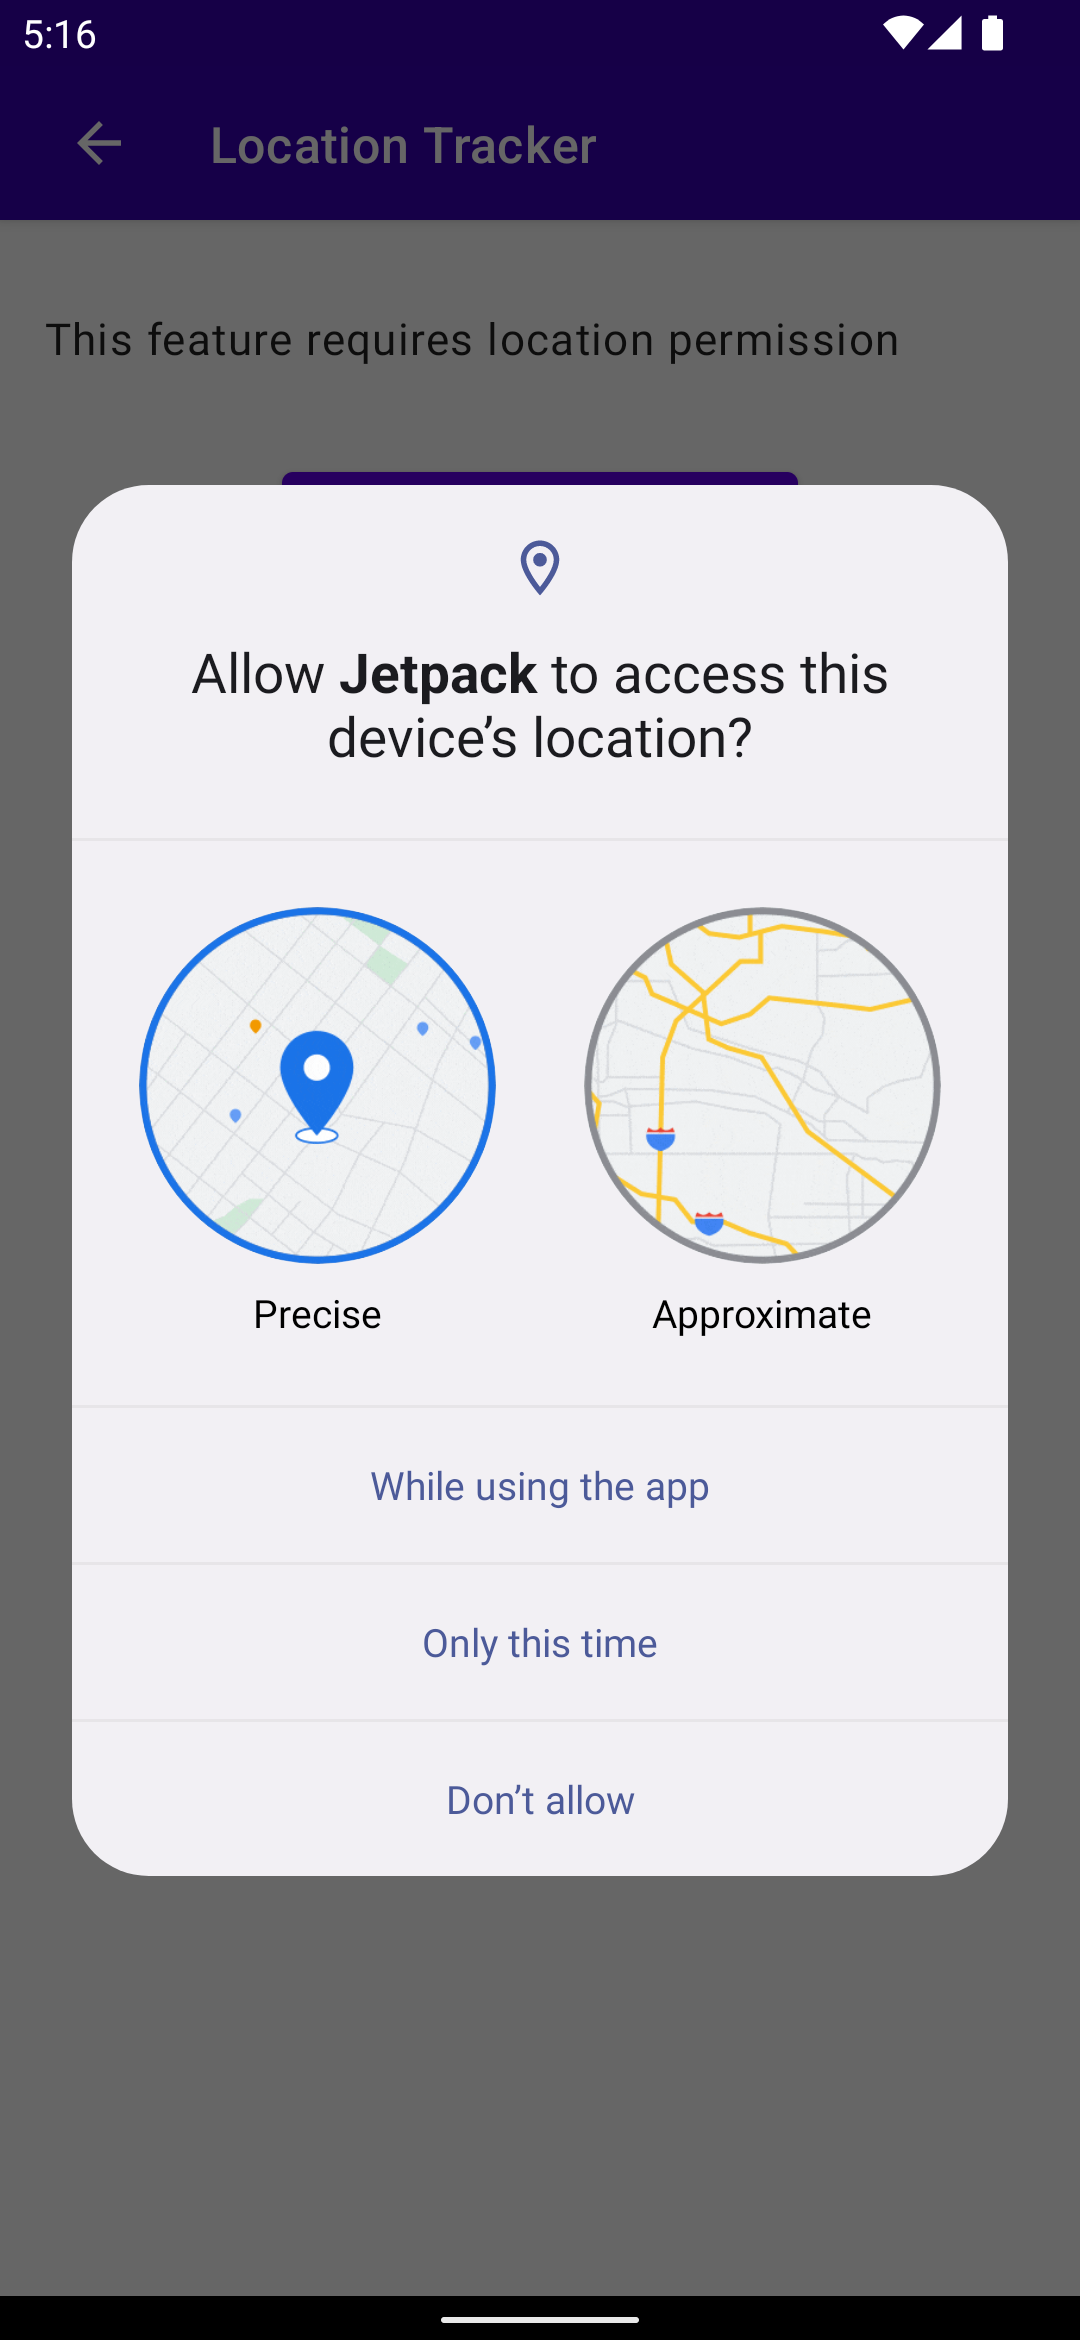 5:16
Location Tracker
This feature requires location permission
Allow Jetpack to access this
device’s location?
Precise
Approximate
While using the app
Only this time
Don’t allow